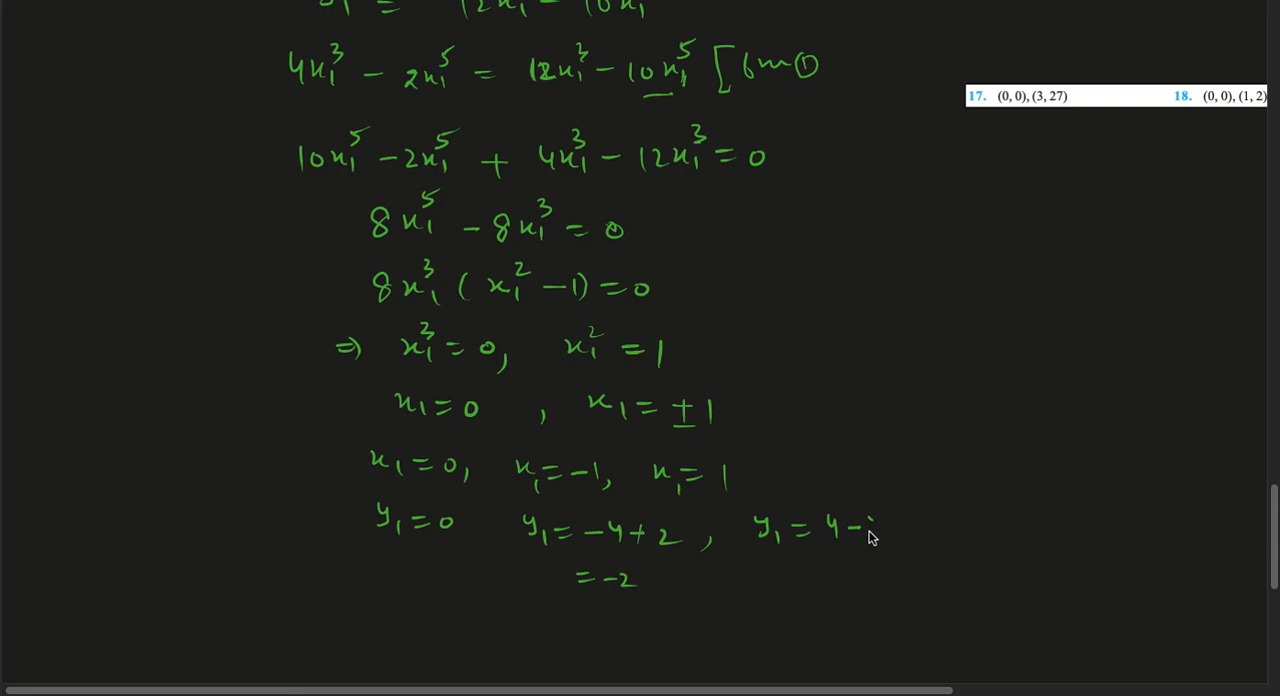 = 12x₁³ - 10x₁⁵
4x₁³ - 2x₁⁵ = 12x₁³ - 10x₁⁵ [from ①
17. (0, 0), (3, 27) 18. (0, 0), (1, 2)
10x₁⁵ - 2x₁⁵ + 4x₁³ - 12x₁³ = 0
8x₁⁵ - 8x₁³ = 0
8x₁³ (x₁² - 1) = 0
⇒ x₁³ = 0, x₁² = 1
x₁ = 0 , x₁ = ± 1
x₁ = 0, x₁ = -1, x₁ = 1
y₁ = 0 y₁ = -4 + 2 , y₁ = 4 -
= -2